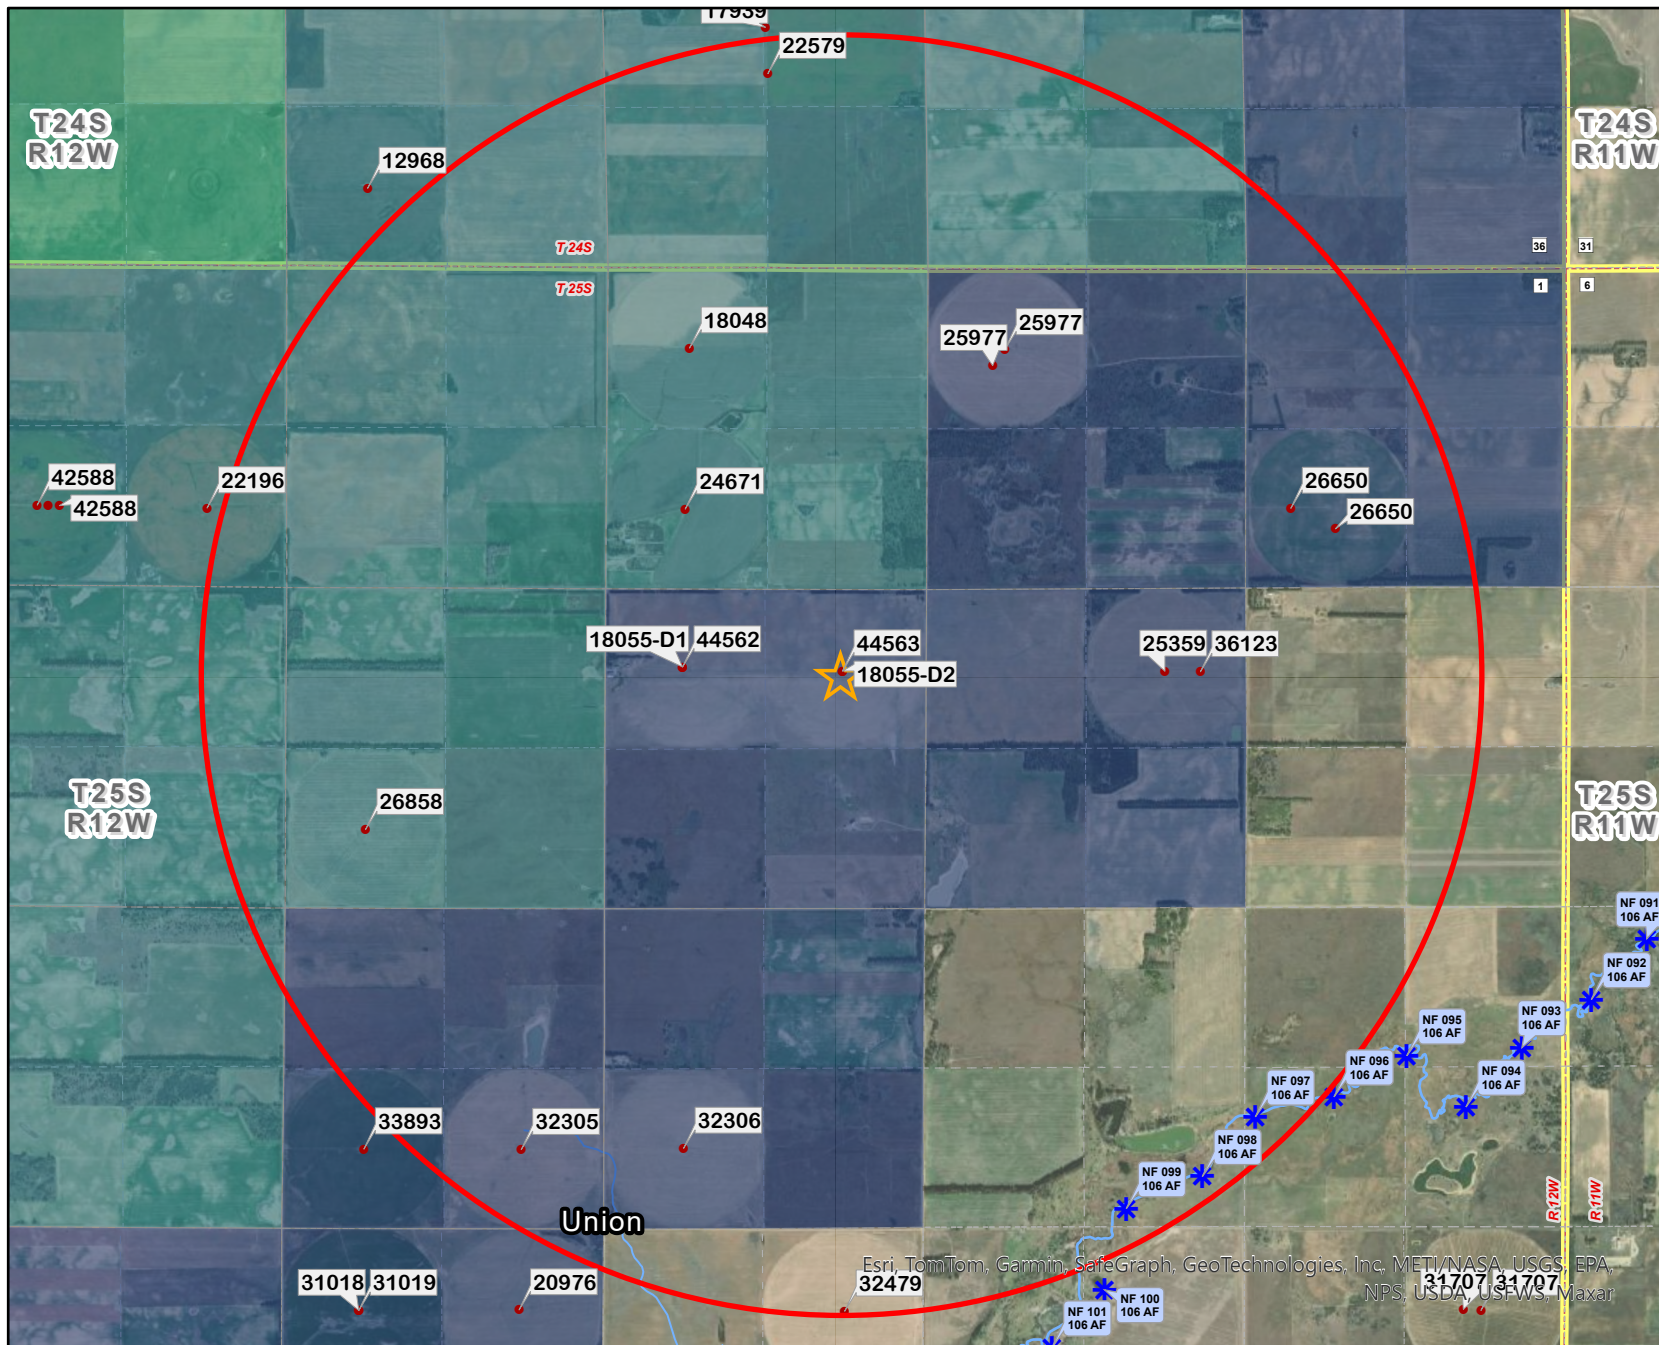 17939
22579
T24S
R12W
T24S
R11W
12968
T 24S
36
31
T 25S
1
6
18048
25977
25977
42588
42588
22196
24671
26650
26650
18055-D1
44562
44563
18055-D2
25359
36123
26858
T25S
R12W
T25S
R11W
NF 091
106 AF
NF 092
106 AF
NF 093
106 AF
NF 095
106 AF
NF 096
106 AF
NF 094
106 AF
NF 097
106 AF
33893
32305
32306
NF 098
106 AF
NF 099
106 AF
R12W
R11W
Union
Esri, TomTom, Garmin, SafeGraph, GeoTechnologies, Inc, METI/NASA, USGS, EPA,
NPS, USDA, USFWS, Maxar
31018
31019
20976
32479
31707
31707
NF 100
106 AF
NF 101
106 AF